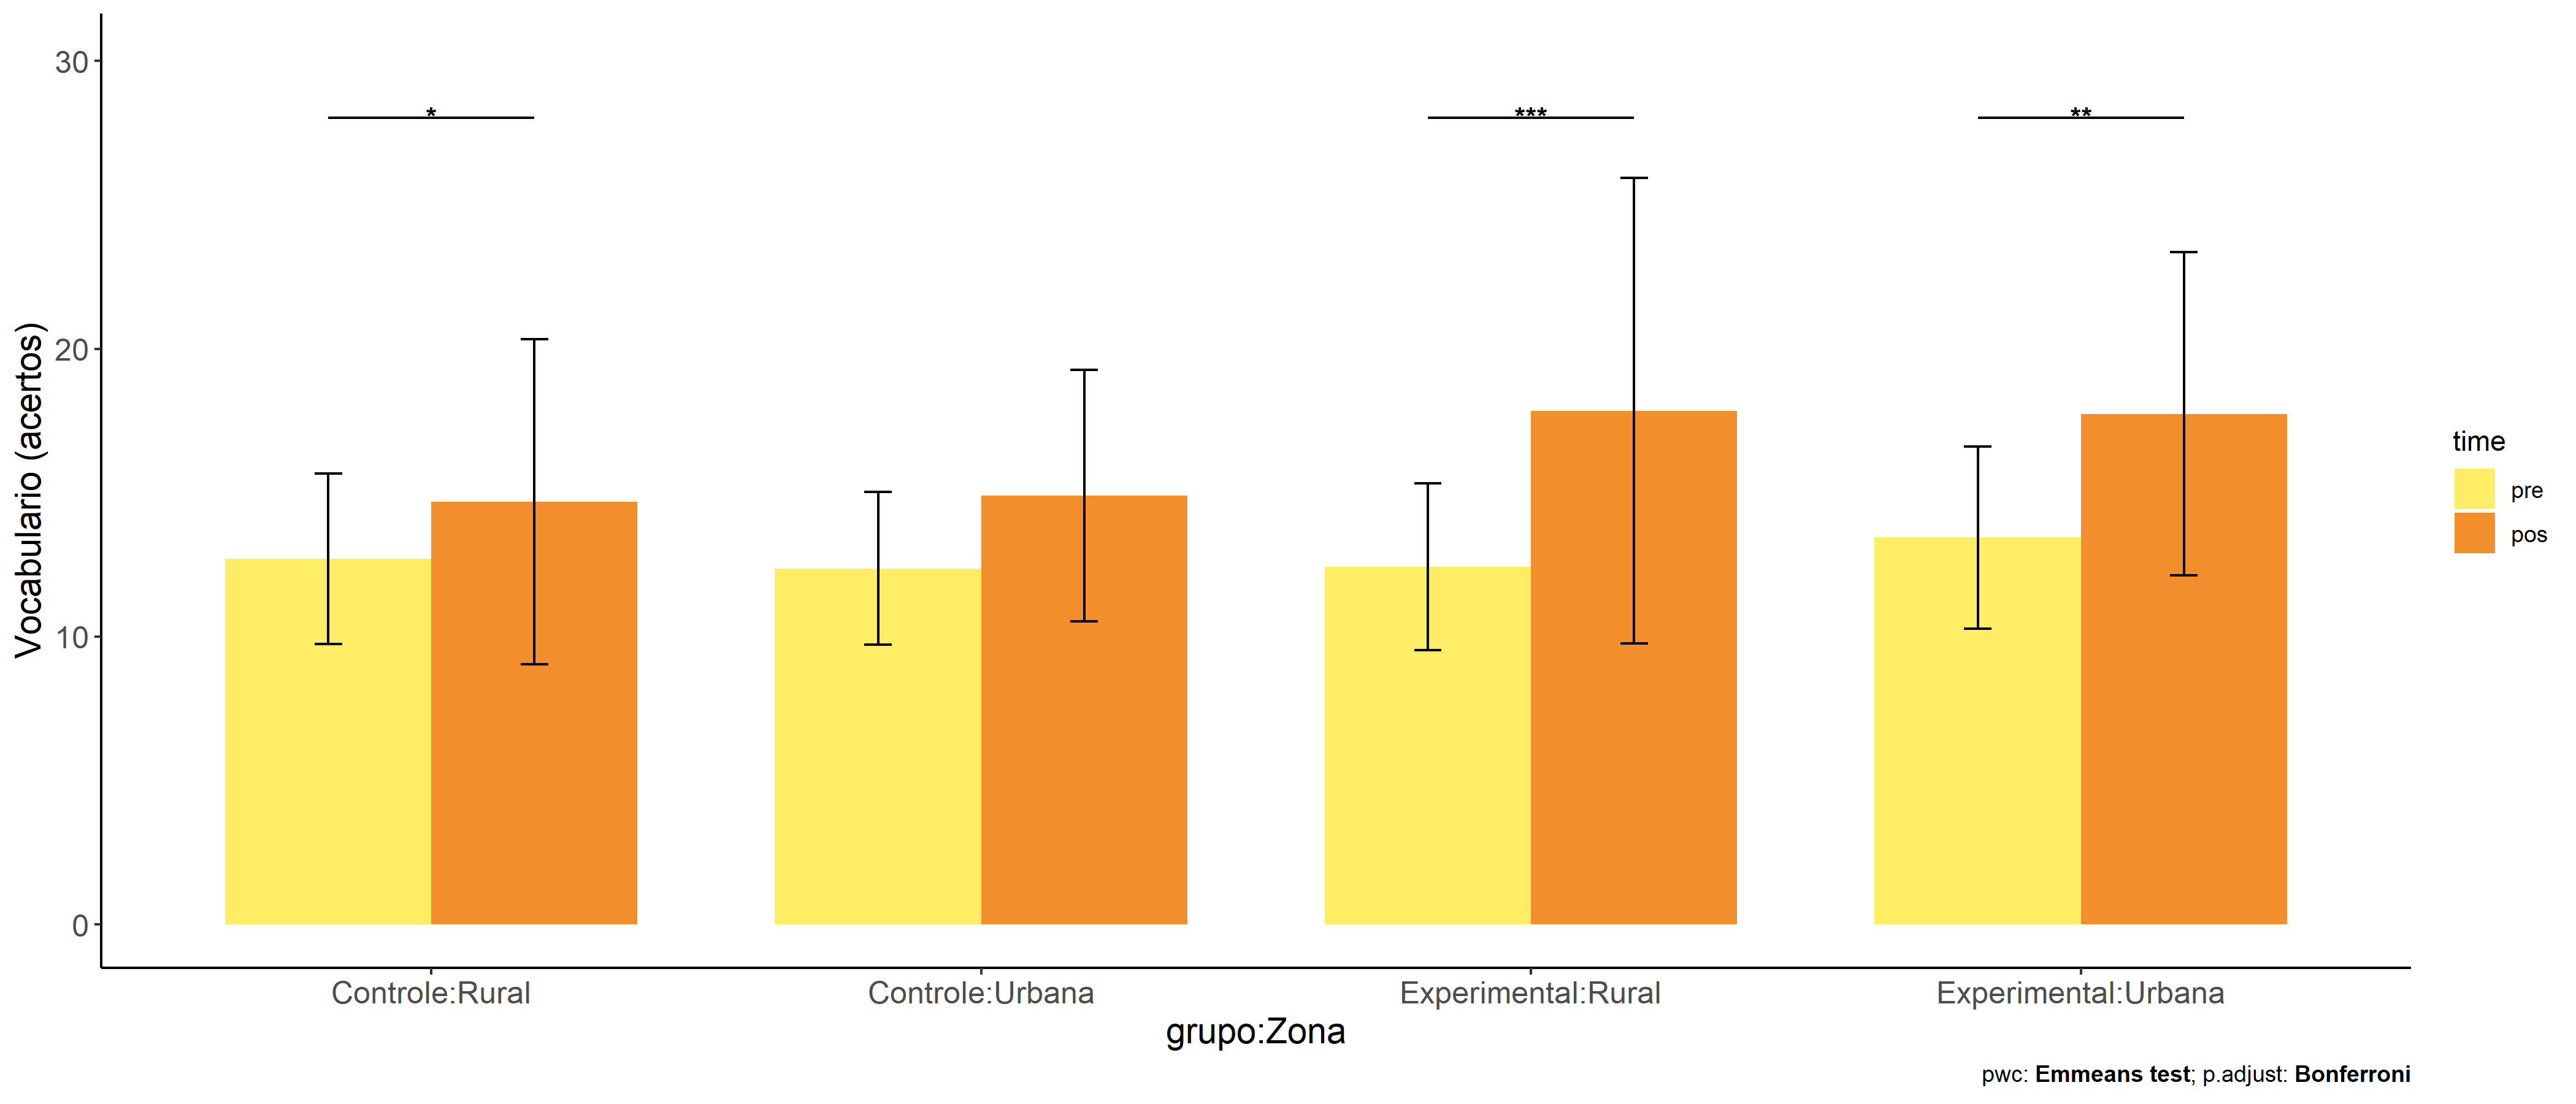 Vocabulario (acertos)
30
20
10
0
*
***
**
Controle:Rural
Controle:Urbana
Experimental:Rural
Experimental:Urbana
grupo:Zona
time
pre
pos
pwc: Emmeans test; p.adjust: Bonferroni